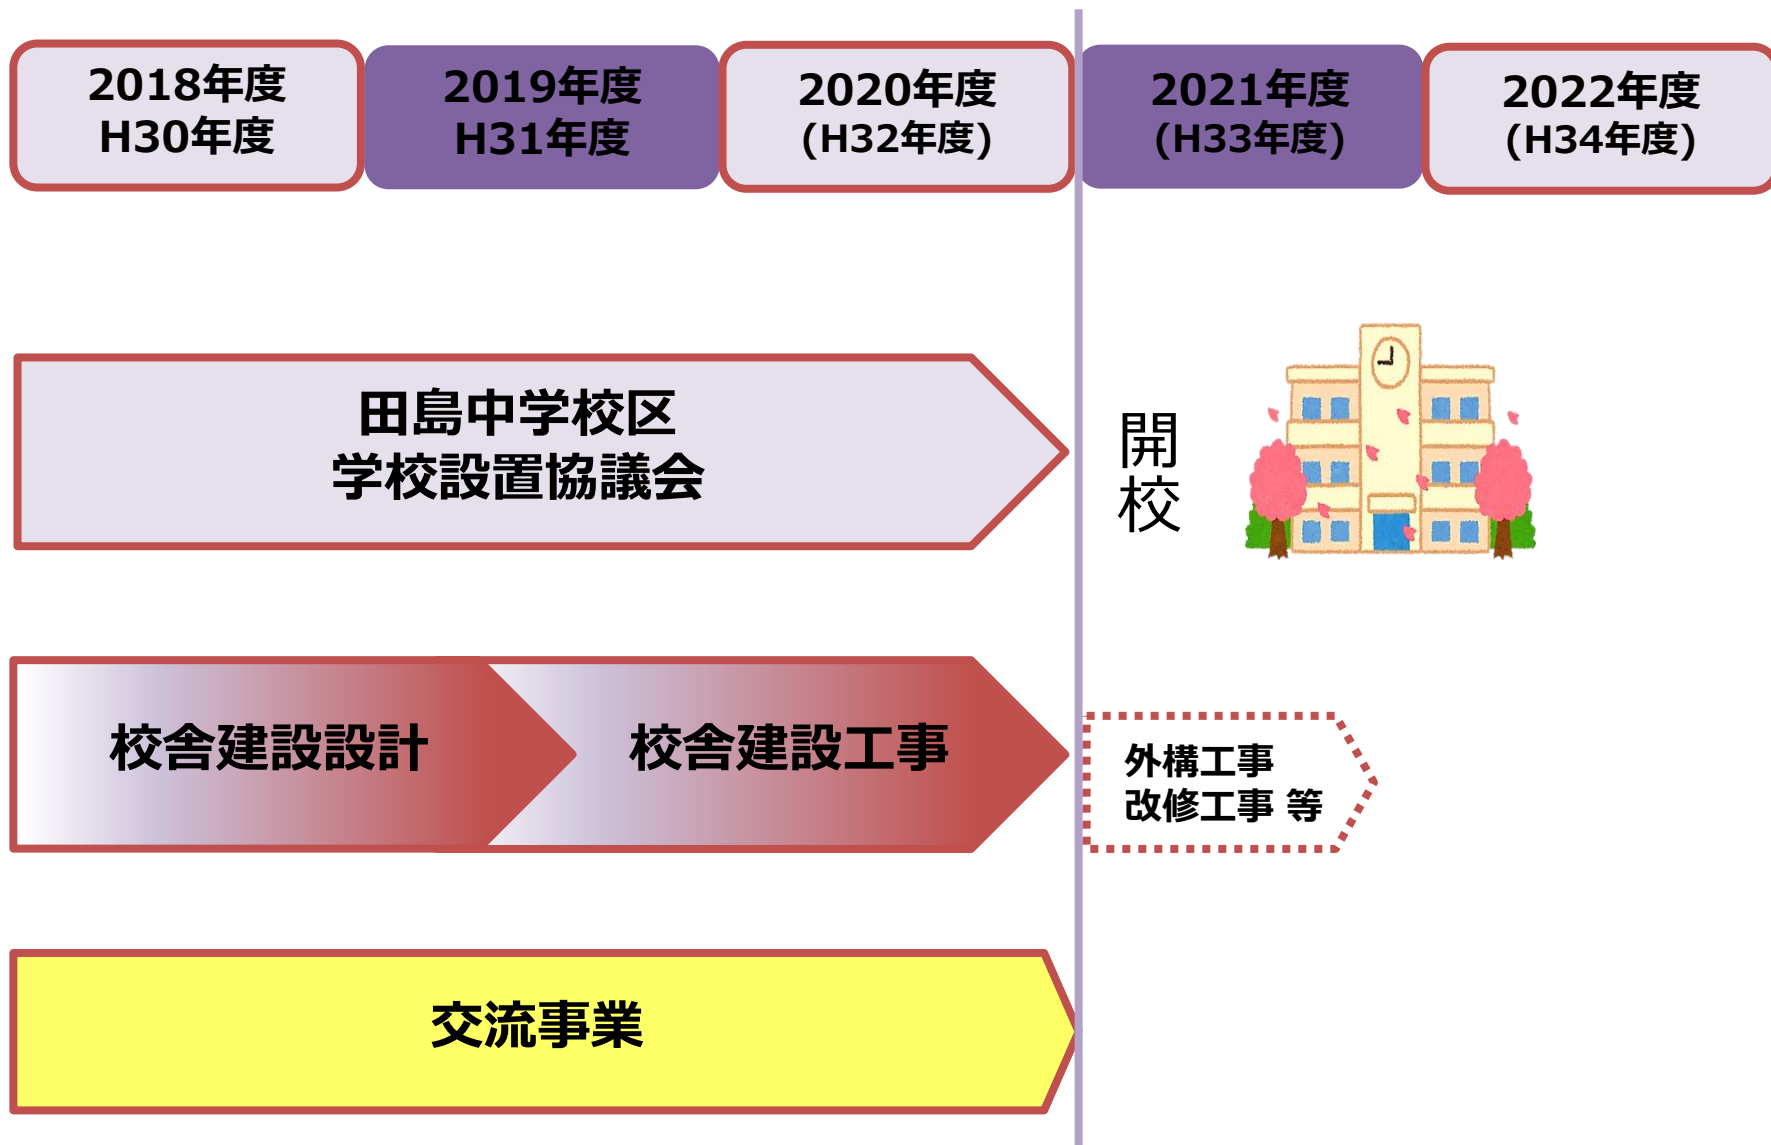 2018年度
H30年度
2019年度
H31年度
2020年度
(H32年度)
2021年度
(H33年度)
2022年度
(H34年度)
田島中学校区
学校設置協議会
開校
校舎建設設計
校舎建設工事
外構工事
改修工事 等
交流事業